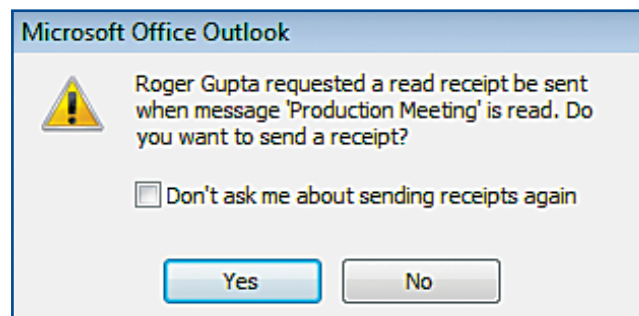 Microsoft Office Outlook
Roger Gupta requested a read receipt be sent
when message 'Production Meeting' is read. Do
you want to send a receipt?
Don't ask me about sending receipts again
Yes
No